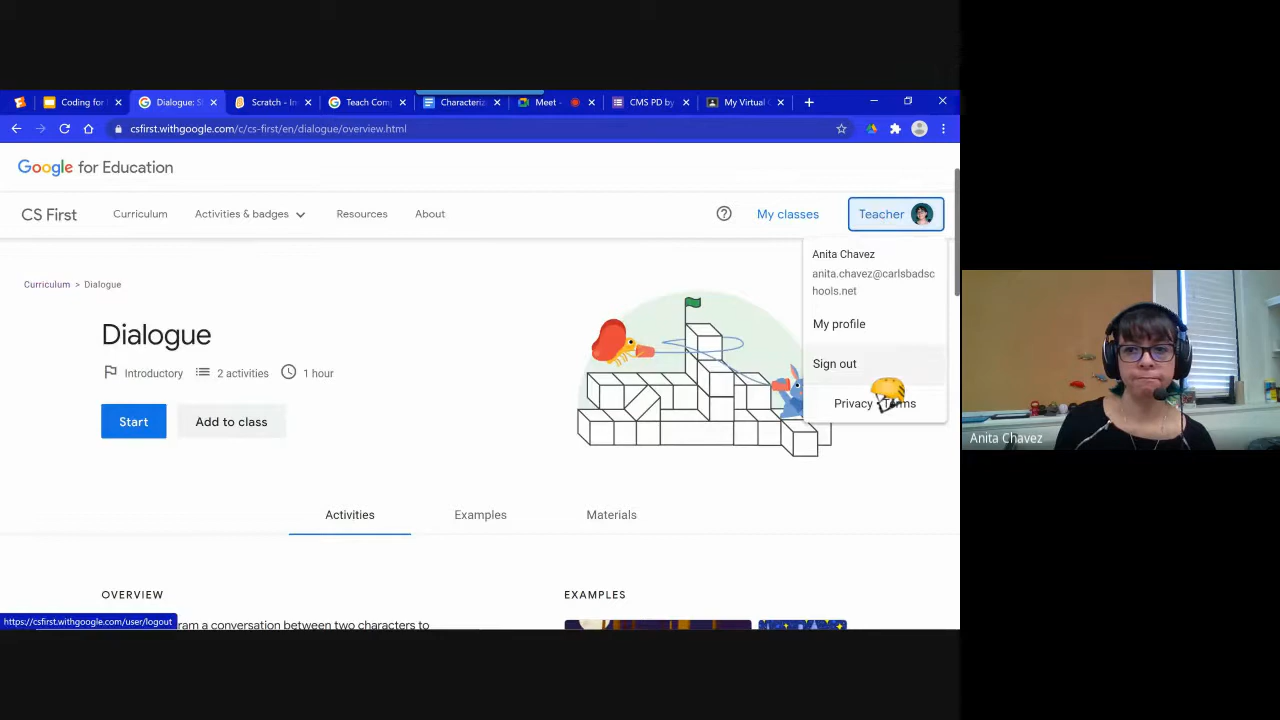 Coding for
Dialogue: S
Scratch - In
Teach Com
Characteriz
Meet -
CMS PD by
My Virtual
csfirst.withgoogle.com/c/cs-first/en/dialogue/overview.html
Google for Education
CS First
Curriculum
Activities & badges
Resources
About
My classes
Teacher
Anita Chavez
anita.chavez@carlsbadsc
hools.net
My profile
Sign out
Privacy
Terms
Curriculum > Dialogue
Dialogue
Introductory
2 activities
1 hour
Start
Add to class
Activities
Examples
Materials
OVERVIEW
EXAMPLES
https://csfirst.withgoogle.com/user/logout
ram a conversation between two characters to
Anita Chavez